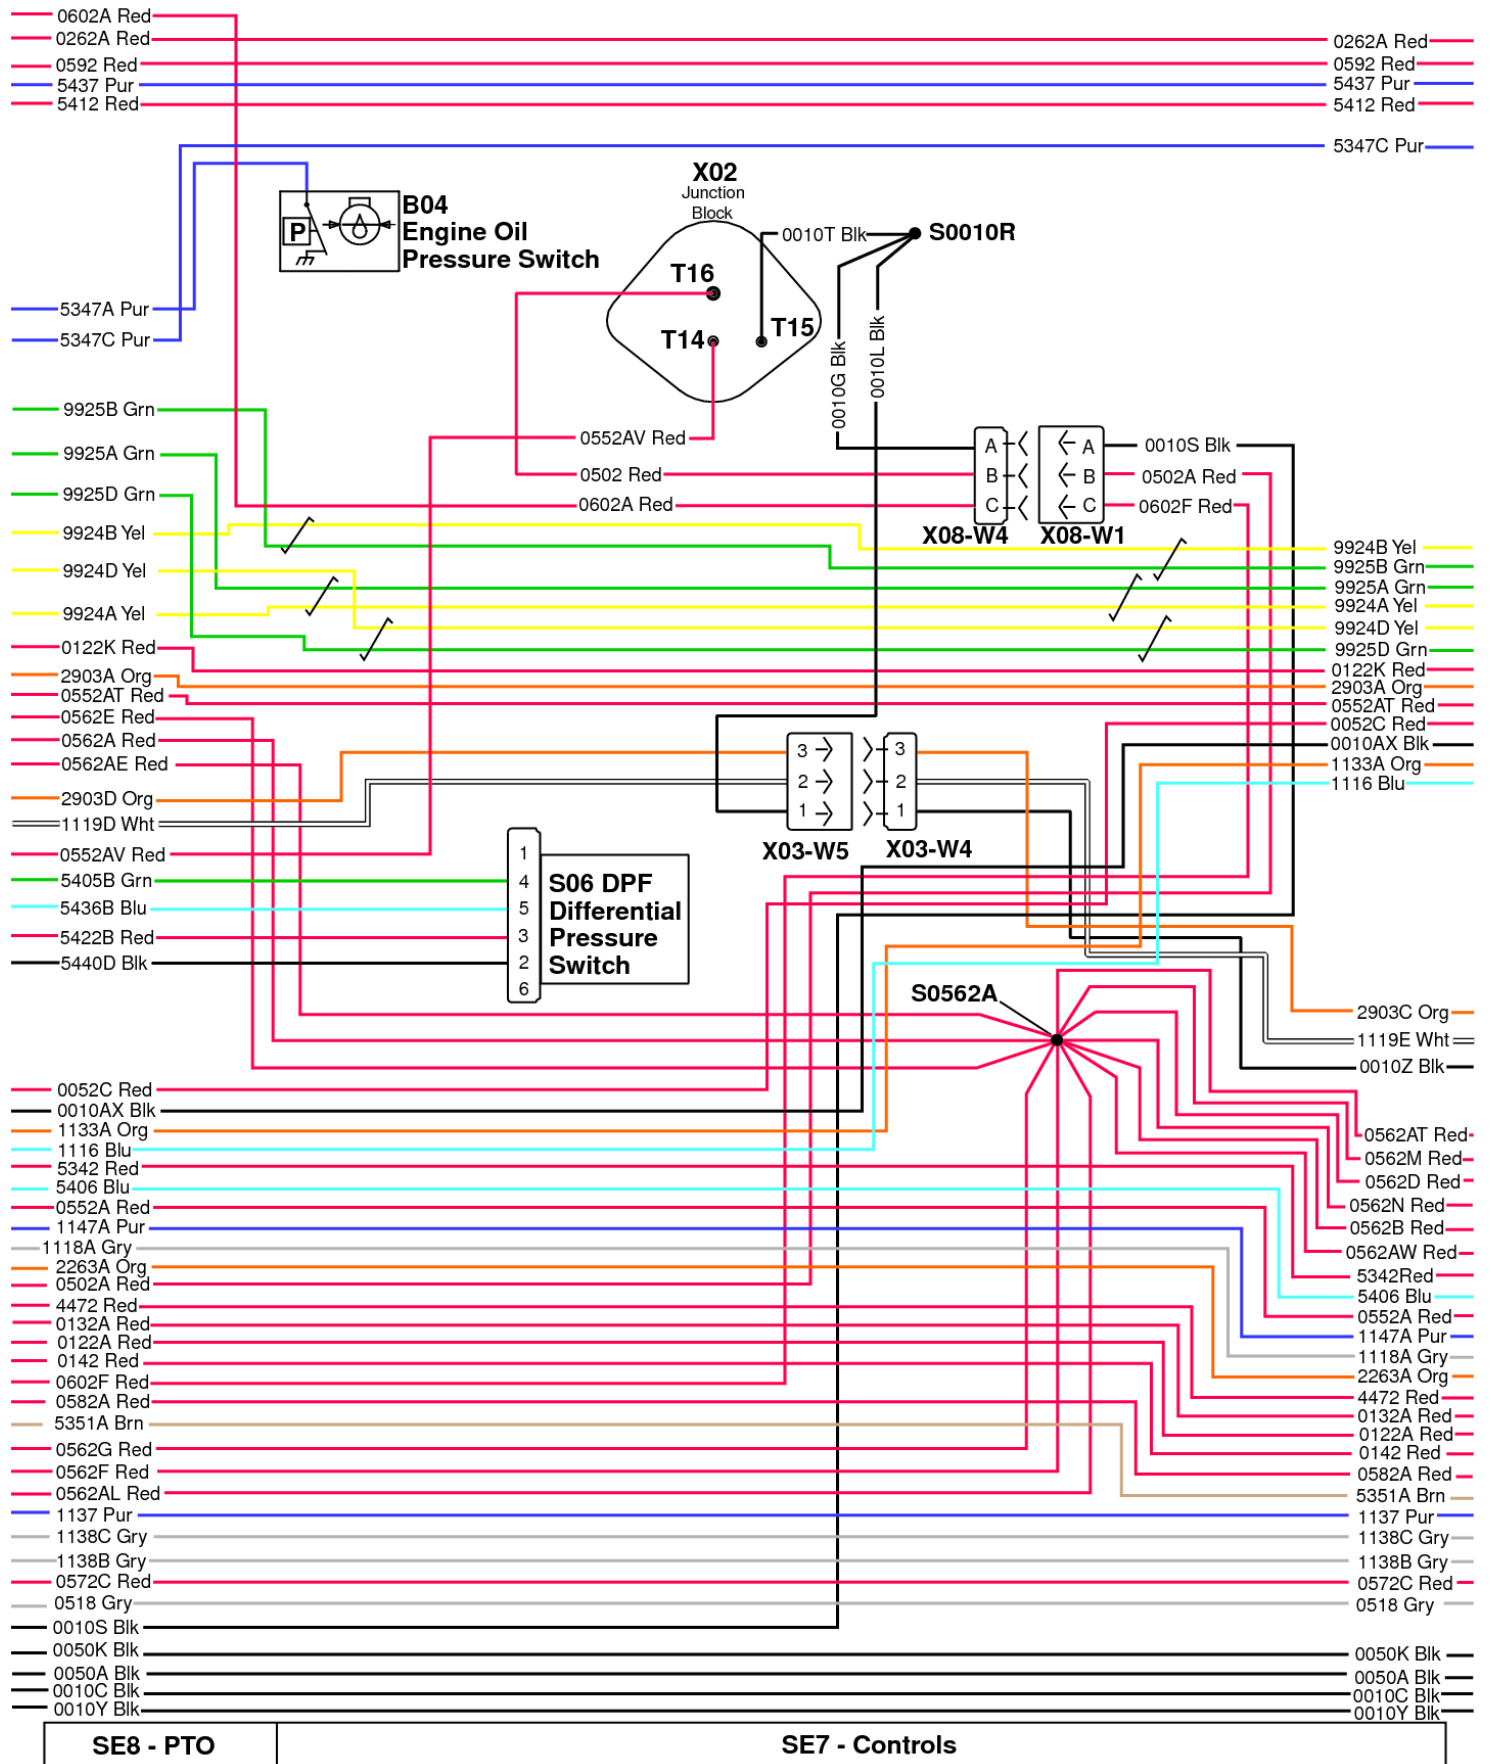 0602A Red
0262A Red
0262A Red
0592 Red
0592 Red
5437 Pur
5437 Pur
5412 Red
5412 Red
5347C Pur
X02
Junction
Block
B04
Engine Oil
Pressure Switch
P
0010T Blk
S0010R
T16
T14
T15
5347A Pur
5347C Pur
0010G Blk
0010L Blk
9925B Grn
9925A Grn
9925D Grn
0552AV Red
0502 Red
0602A Red
A
B
C
A
B
C
0010S Blk
0502A Red
0602F Red
X08-W4
X08-W1
9924B Yel
9924D Yel
9924A Yel
0122K Red
2903A Org
0552AT Red
0562E Red
0562A Red
0562AE Red
2903D Org
1119D Wht
0552AV Red
5405B Grn
5436B Blu
5422B Red
5440D Blk
9924B Yel
9925B Grn
9925A Grn
9924A Yel
9924D Yel
9925D Grn
0122K Red
2903A Org
0552AT Red
0052C Red
0010AX Blk
1133A Org
1116 Blu
3
2
1
3
2
1
X03-W5
X03-W4
1
4
5
3
2
6
S06 DPF
Differential
Pressure
Switch
S0562A
2903C Org
1119E Wht
0010Z Blk
0052C Red
0010AX Blk
1133A Org
1116 Blu
5342 Red
5406 Blu
0552A Red
1147A Pur
1118A Gry
2263A Org
0502A Red
4472 Red
0132A Red
0122A Red
0142 Red
0602F Red
0582A Red
5351A Brn
0562G Red
0562F Red
0562AL Red
1137 Pur
1138C Gry
1138B Gry
0572C Red
0518 Gry
0010S Blk
0050K Blk
0050A Blk
0010C Blk
0010Y Blk
0562AT Red
0562M Red
0562D Red
0562N Red
0562B Red
0562AW Red
5342Red
5406 Blu
0552A Red
1147A Pur
1118A Gry
2263A Org
4472 Red
0132A Red
0122A Red
0142 Red
0582A Red
5351A Brn
1137 Pur
1138C Gry
1138B Gry
0572C Red
0518 Gry
0050K Blk
0050A Blk
0010C Blk
0010Y Blk
SE8 - PTO
SE7 - Controls